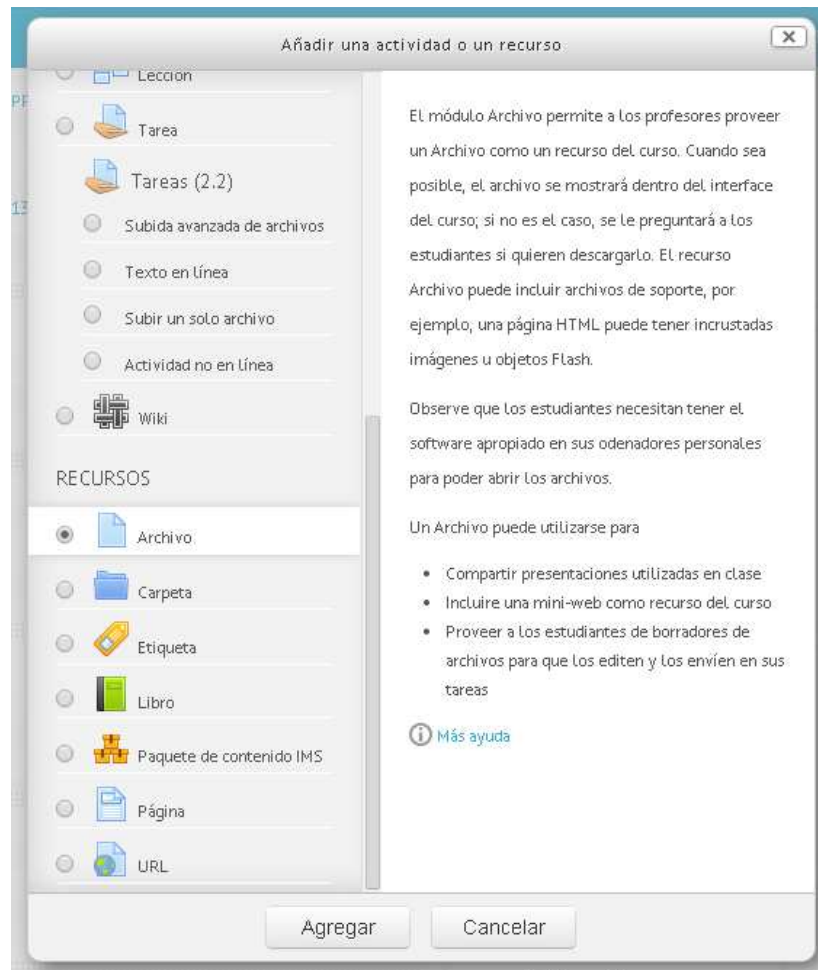 Añadir una actividad o un recurso
Lección
Tarea
Tareas (2.2)
Subida avanzada de archivos
Texto en línea
Subir un solo archivo
Actividad no en línea
Wiki
RECURSOS
Archivo
Carpeta
Etiqueta
Libro
Paquete de contenido IMS
Página
URL
El módulo Archivo permite a los profesores proveer
un Archivo como un recurso del curso. Cuando sea
posible, el archivo se mostrará dentro del interface
del curso; si no es el caso, se le preguntará a los
estudiantes si quieren descargarlo. El recurso
Archivo puede incluir archivos de soporte, por
ejemplo, una página HTML puede tener incrustadas
imágenes u objetos Flash.
Observe que los estudiantes necesitan tener el
software apropiado en sus odenadores personales
para poder abrir los archivos.
Un Archivo puede utilizarse para
• Compartir presentaciones utilizadas en clase
• Incluire una mini-web como recurso del curso
• Proveer a los estudiantes de borradores de
archivos para que los editen y los envíen en sus
tareas
Más ayuda
Agregar
Cancelar